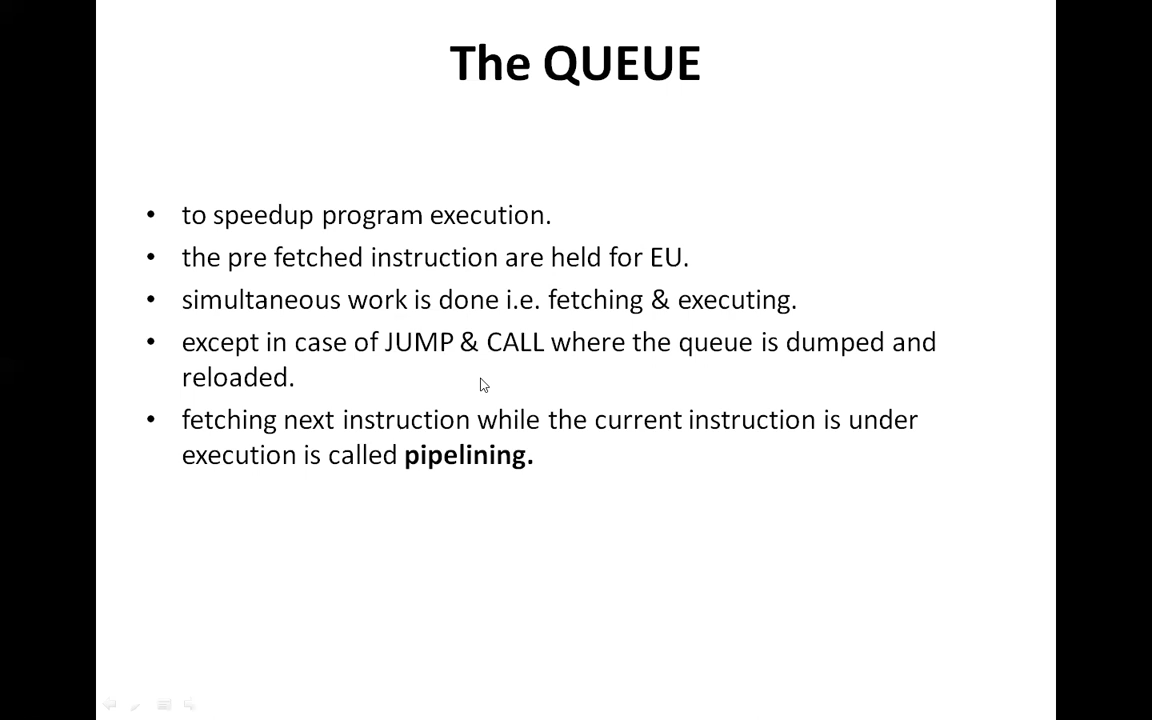 The QUEUE
• to speedup program execution.
• the pre fetched instruction are held for EU.
• simultaneous work is done i.e. fetching & executing.
• except in case of JUMP & CALL where the queue is dumped and
reloaded.
• fetching next instruction while the current instruction is under
execution is called pipelining.